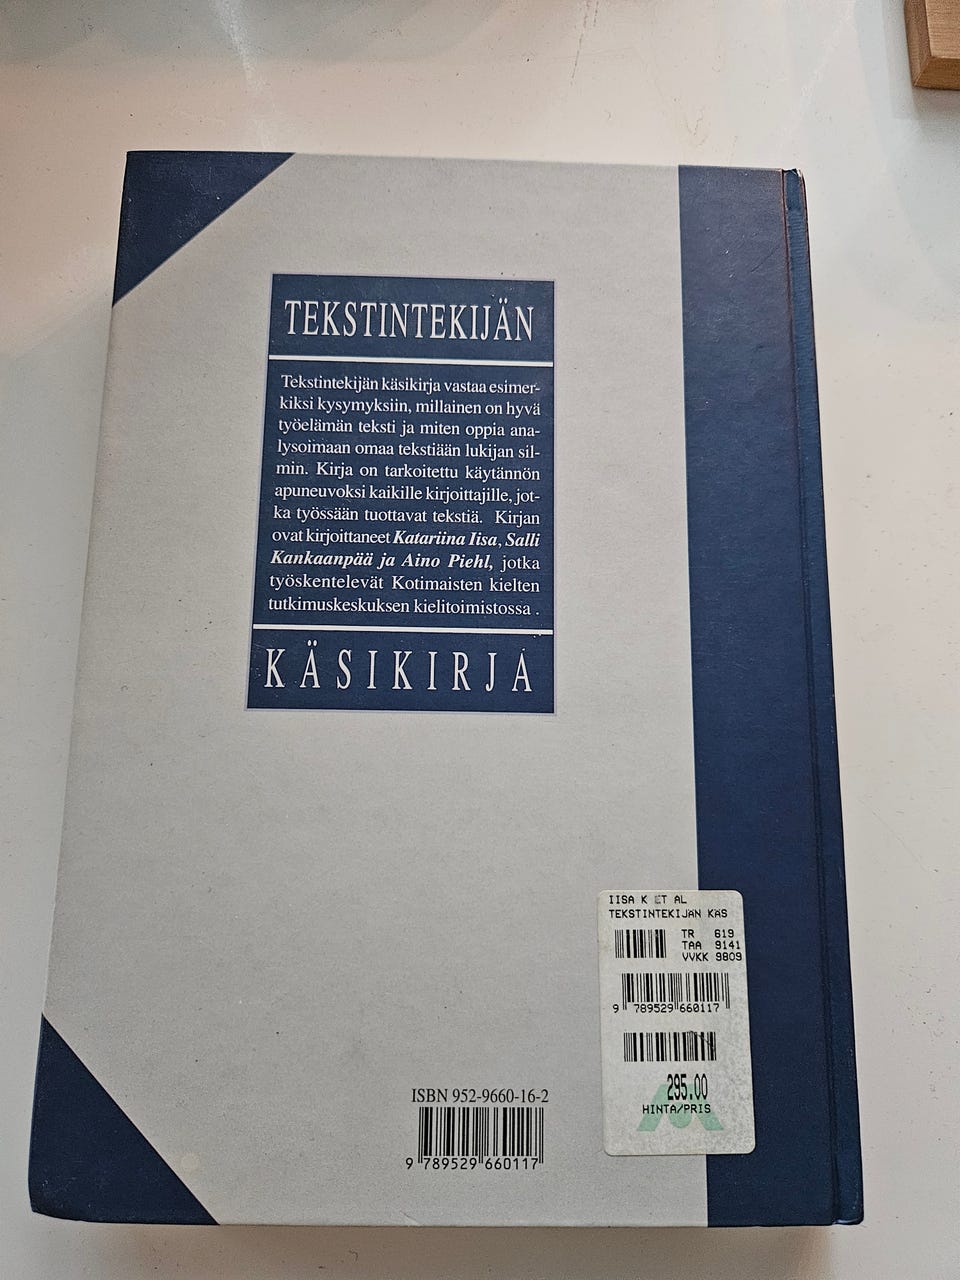 TEKSTINTEKIJÄN
Tekstintekijän käsikirja vastaa esimer-
kiksi kysymyksiin, millainen on hyvä
työelämän teksti ja miten oppia ana-
lysoimaan omaa tekstiään lukijan sil-
min. Kirja on tarkoitettu käytännön
apuneuvoksi kaikille kirjoittajille, jot-
ka työssään tuottavat tekstiä. Kirjan
ovat kirjoittaneet Katariina Iisa, Salli
Kankaanpää ja Aino Piehl, jotka
työskentelevät Kotimaisten kielten
tutkimuskeskuksen kielitoimistossa .
KÄSIKIRJA
IISA K ET AL
TEKSTINTEKIJÄN KÄS
TR 619
TAA 9141
VVKK 9809
9 789529 660117
295.00
HINTA/PRIS
ISBN 952-9660-16-2
9 789529 660117